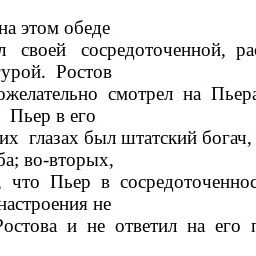 на этом обеде
своей сосредоточенной,
урой. Ростов
ожелательно смотрел на Пьера
Пьер в его
их глазах был штатский богач,
ба; во-вторых,
что Пьер в сосредоточенно
настроения не
Ростова и не ответил на его